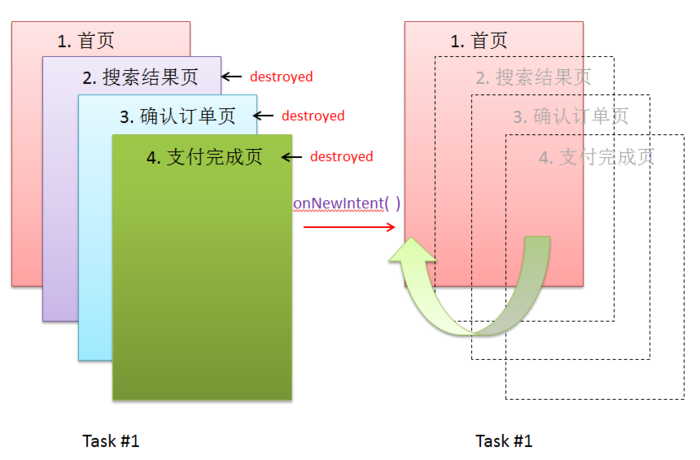 1. 首页
2. 搜索结果页
destroyed
3. 确认订单页
destroyed
4. 支付完成页
destroyed
onNewIntent( )
1. 首页
2. 搜索结果页
3. 确认订单页
4. 支付完成页
Task #1
Task #1